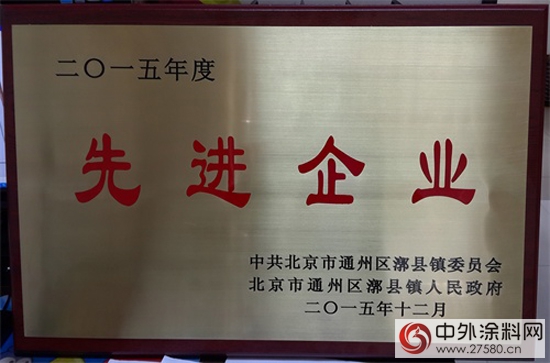 二〇一五年度
先进企业
中共北京市通州区漷县镇委员会
北京市通州区漷县镇人民政府
二〇一五年十二月
中外涂料网
www.27580.cn